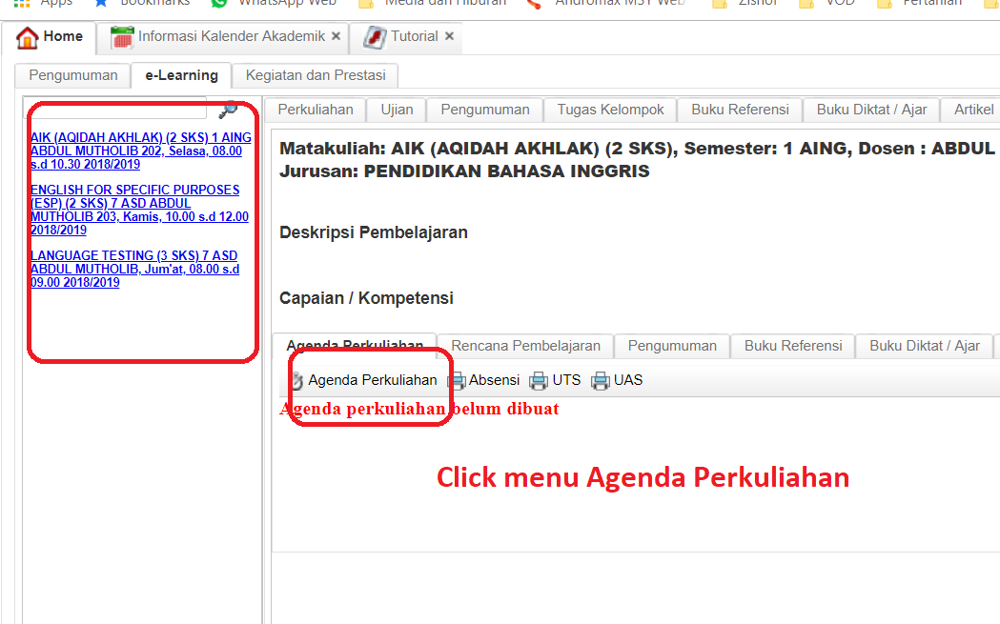 Apps Bookmarks WhatsApp Web Media dan Hiburan Andromax M3Y Web Zishof VOD Pertanian
Home Informasi Kalender Akademik Tutorial
Pengumuman e-Learning Kegiatan dan Prestasi
Perkuliahan Ujian Pengumuman Tugas Kelompok Buku Referensi Buku Diktat / Ajar Artikel
AIK (AQIDAH AKHLAK) (2 SKS) 1 AING
ABDUL MUTHOLIB 202, Selasa, 08.00
s.d 10.30 2018/2019
ENGLISH FOR SPECIFIC PURPOSES
(ESP) (2 SKS) 7 ASD ABDUL
MUTHOLIB 203, Kamis, 10.00 s.d 12.00
2018/2019
LANGUAGE TESTING (3 SKS) 7 ASD
ABDUL MUTHOLIB, Jum'at, 08.00 s.d
09.00 2018/2019
Matakuliah: AIK (AQIDAH AKHLAK) (2 SKS), Semester: 1 AING, Dosen : ABDUL
Jurusan: PENDIDIKAN BAHASA INGGRIS
Deskripsi Pembelajaran
Capaian / Kompetensi
Agenda Perkuliahan Rencana Pembelajaran Pengumuman Buku Referensi Buku Diktat / Ajar
Agenda Perkuliahan Absensi UTS UAS
Agenda perkuliahan belum dibuat
Click menu Agenda Perkuliahan